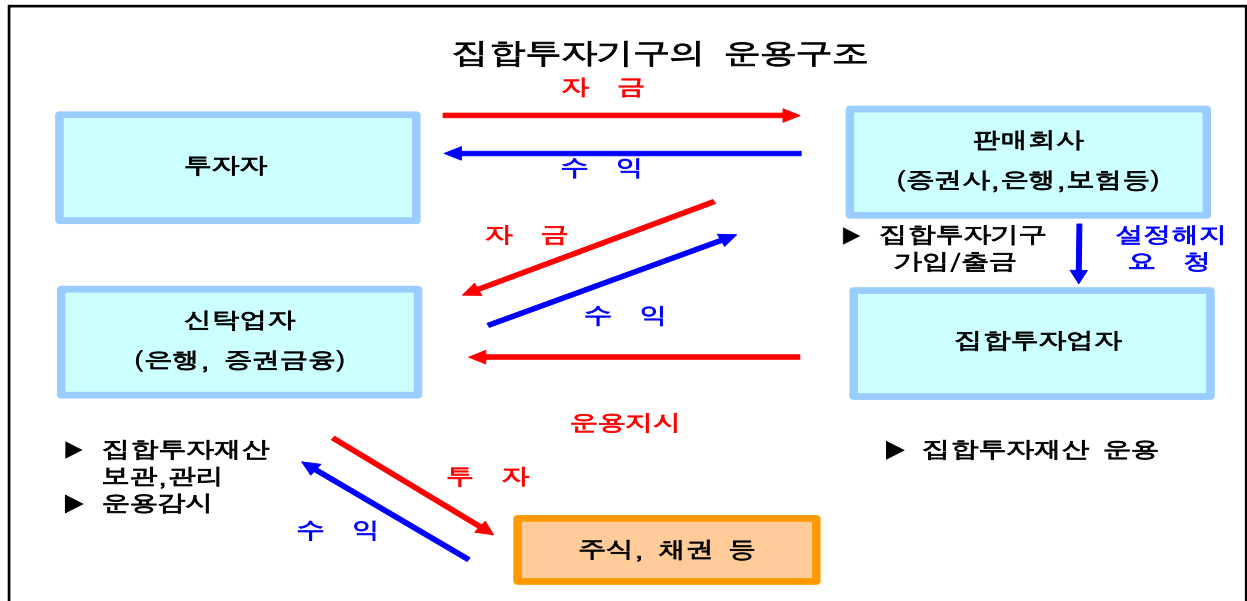 집합투자기구의 운용구조
자 금
투자자
수 익
판매회사
(증권사,은행,보험등)
자 금
▶ 집합투자기구
가입/출금
설정해지
요 청
신탁업자
(은행, 증권금융)
수 익
집합투자업자
운용지시
▶ 집합투자재산
보관,관리
▶ 운용감시
▶ 집합투자재산 운용
투 자
수 익
주식, 채권 등